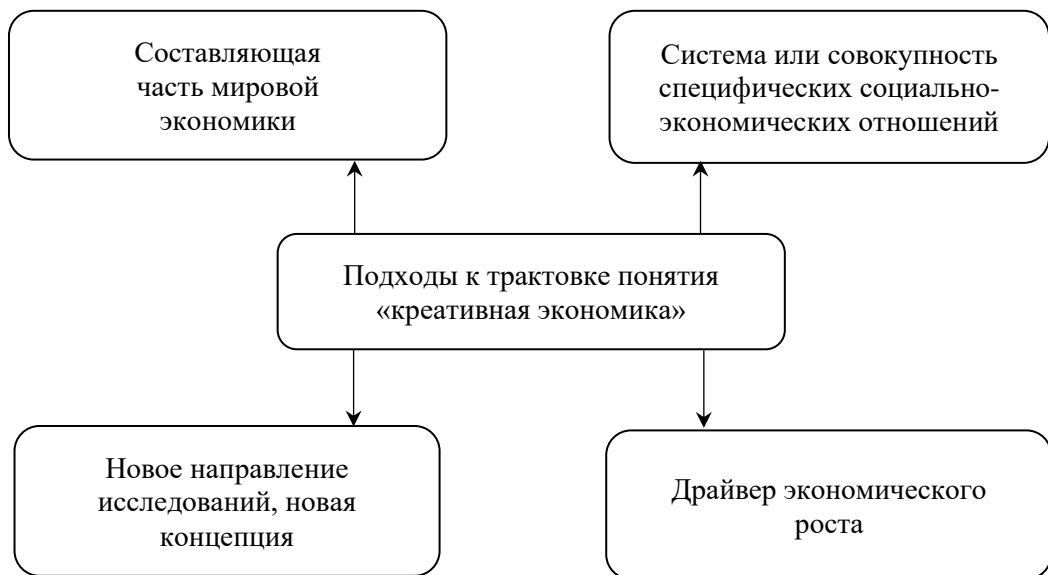 Составляющая
часть мировой
экономики
Система или совокупность
специфических социально-
экономических отношений
Подходы к трактовке понятия
«креативная экономика»
Новое направление
исследований, новая
концепция
Драйвер экономического
роста